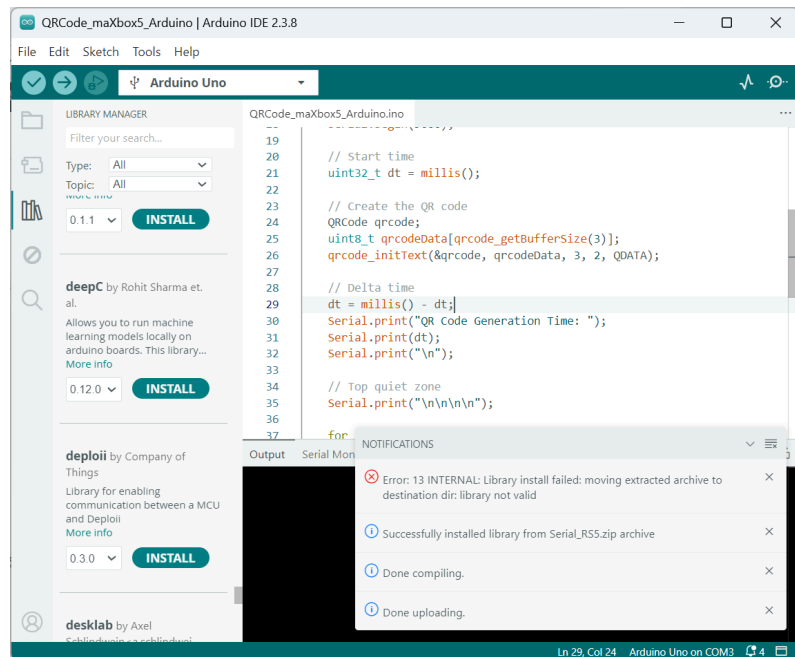 QRCode_maXbox5_Arduino | Arduino IDE 2.3.8
File Edit Sketch Tools Help
Arduino Uno
LIBRARY MANAGER
Filter your search...
Type: All
Topic: All
More info
0.1.1 INSTALL
deepC by Rohit Sharma et.
al.
Allows you to run machine
learning models locally on
arduino boards. This library...
More info
0.12.0 INSTALL
deploii by Company of
Things
Library for enabling
communication between a MCU
and Deploii
More info
0.3.0 INSTALL
desklab by Axel
QRCode_maXbox5_Arduino.ino
19
20 // Start time
21 uint32_t dt = millis();
22
23 // Create the QR code
24 QRCode qrcode;
25 uint8_t qrcodeData[qrcode_getBufferSize(3)];
26 qrcode_initText(&qrcode, qrcodeData, 3, 2, QDATA);
27
28 // Delta time
29 dt = millis() - dt;
30 Serial.print("QR Code Generation Time: ");
31 Serial.print(dt);
32 Serial.print("\n");
33
34 // Top quiet zone
35 Serial.print("\n\n\n\n");
36
37 for
Output Serial Mon
NOTIFICATIONS
Error: 13 INTERNAL: Library install failed: moving extracted archive to
destination dir: library not valid
Successfully installed library from Serial_RS5.zip archive
Done compiling.
Done uploading.
Ln 29, Col 24 Arduino Uno on COM3 4